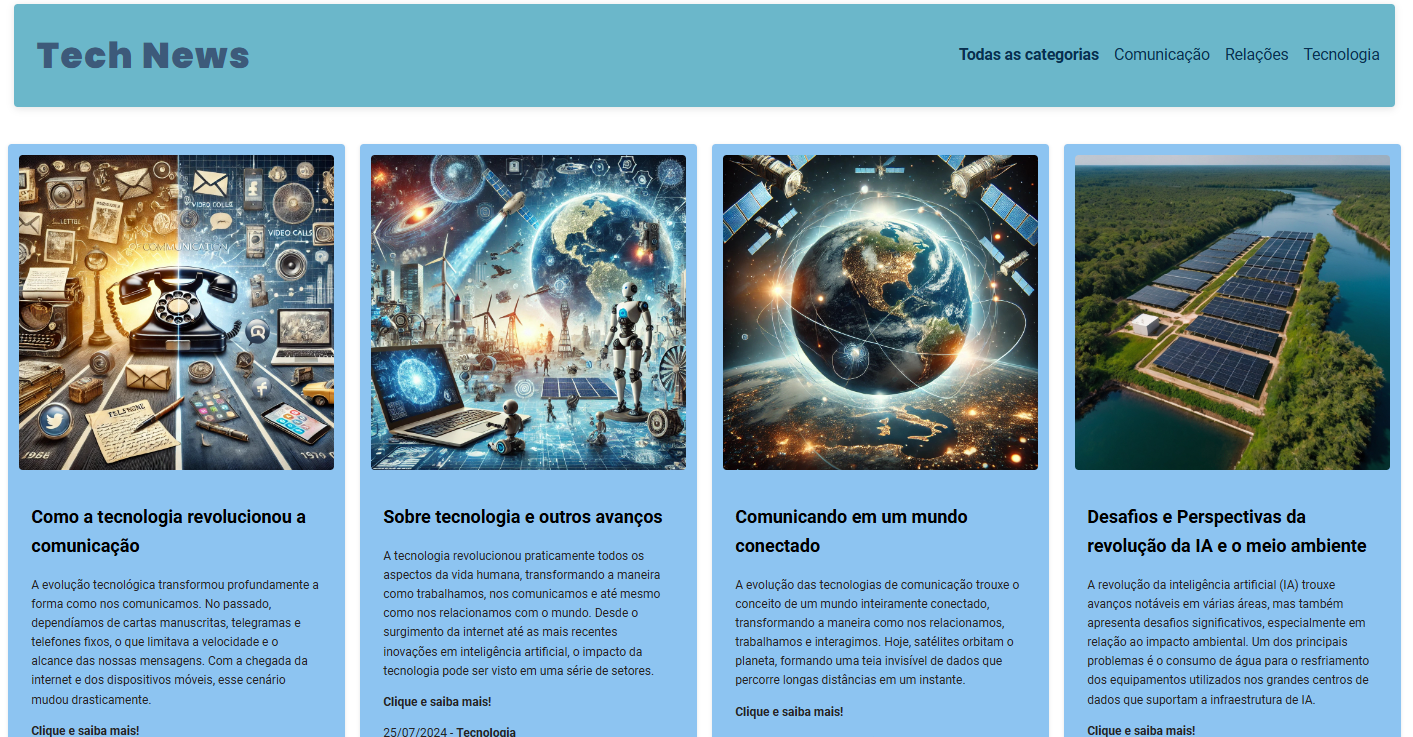 Tech News
Todas as categorias Comunicação Relações Tecnologia
VIDEO CALLS
COMMUNICATION
1956
Como a tecnologia revolucionou a
comunicação
A evolução tecnológica transformou profundamente a
forma como nos comunicamos. No passado,
dependíamos de cartas manuscritas, telegramas e
telefones fixos, o que limitava a velocidade e o
alcance das nossas mensagens. Com a chegada da
internet e dos dispositivos móveis, esse cenário
mudou drasticamente.
Clique e saiba mais!
Sobre tecnologia e outros avanços
A tecnologia revolucionou praticamente todos os
aspectos da vida humana, transformando a maneira
como trabalhamos, nos comunicamos e até mesmo
como nos relacionamos com o mundo. Desde o
surgimento da internet até as mais recentes
inovações em inteligência artificial, o impacto da
tecnologia pode ser visto em uma série de setores.
Clique e saiba mais!
25/07/2024 - Tecnologia
Comunicando em um mundo
conectado
A evolução das tecnologias de comunicação trouxe o
conceito de um mundo inteiramente conectado,
transformando a maneira como nos relacionamos,
trabalhamos e interagimos. Hoje, satélites orbitam o
planeta, formando uma teia invisível de dados que
percorre longas distâncias em um instante.
Clique e saiba mais!
Desafios e Perspectivas da
revolução da IA e o meio ambiente
A revolução da inteligência artificial (IA) trouxe
avanços notáveis em várias áreas, mas também
apresenta desafios significativos, especialmente em
relação ao impacto ambiental. Um dos principais
problemas é o consumo de água para o resfriamento
dos equipamentos utilizados nos grandes centros de
dados que suportam a infraestrutura de IA.
Clique e saiba mais!